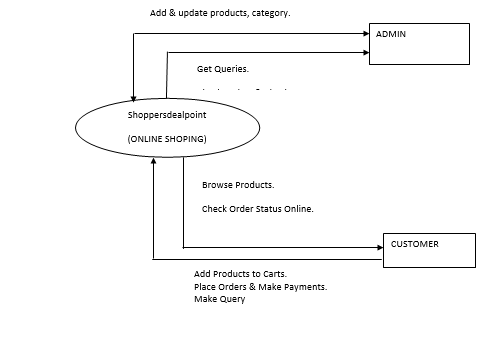 Add & update products, category.
ADMIN
Get Queries.
Shoppersdealpoint
(ONLINE SHOPING)
Browse Products.
Check Order Status Online.
CUSTOMER
Add Products to Carts.
Place Orders & Make Payments.
Make Query